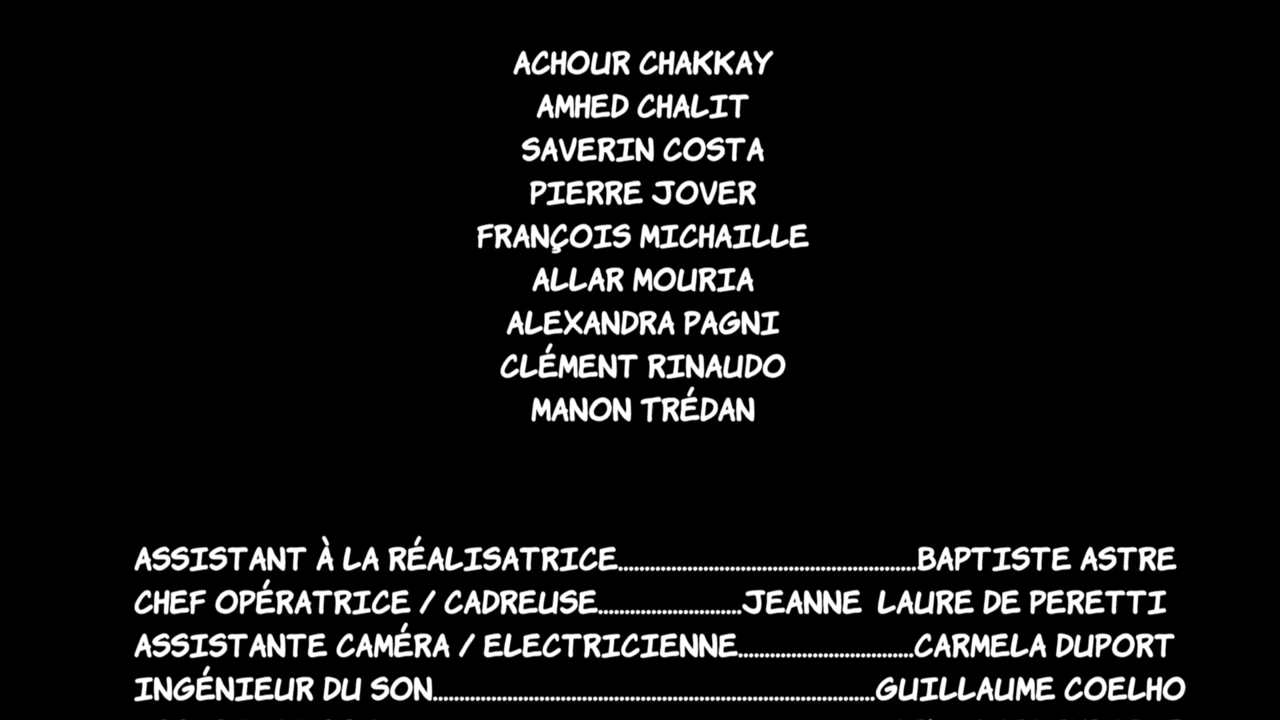 ACHOUR CHAKKAY
AMHED CHALIT
SAVERIN COSTA
PIERRE JOVER
FRANÇOIS MICHAILLE
ALLAR MOURIA
ALEXANDRA PAGNI
CLÉMENT RINAUDO
MANON TRÉDAN
ASSISTANT À LA RÉALISATRICE..................................................BAPTISTE ASTRE
CHEF OPÉRATRICE / CADREUSE........................JEANNE LAURE DE PERETTI
ASSISTANTE CAMÉRA / ELECTRICIENNE..............................CARMELA DUPORT
INGÉNIEUR DU SON..........................................................................GUILLAUME COELHO